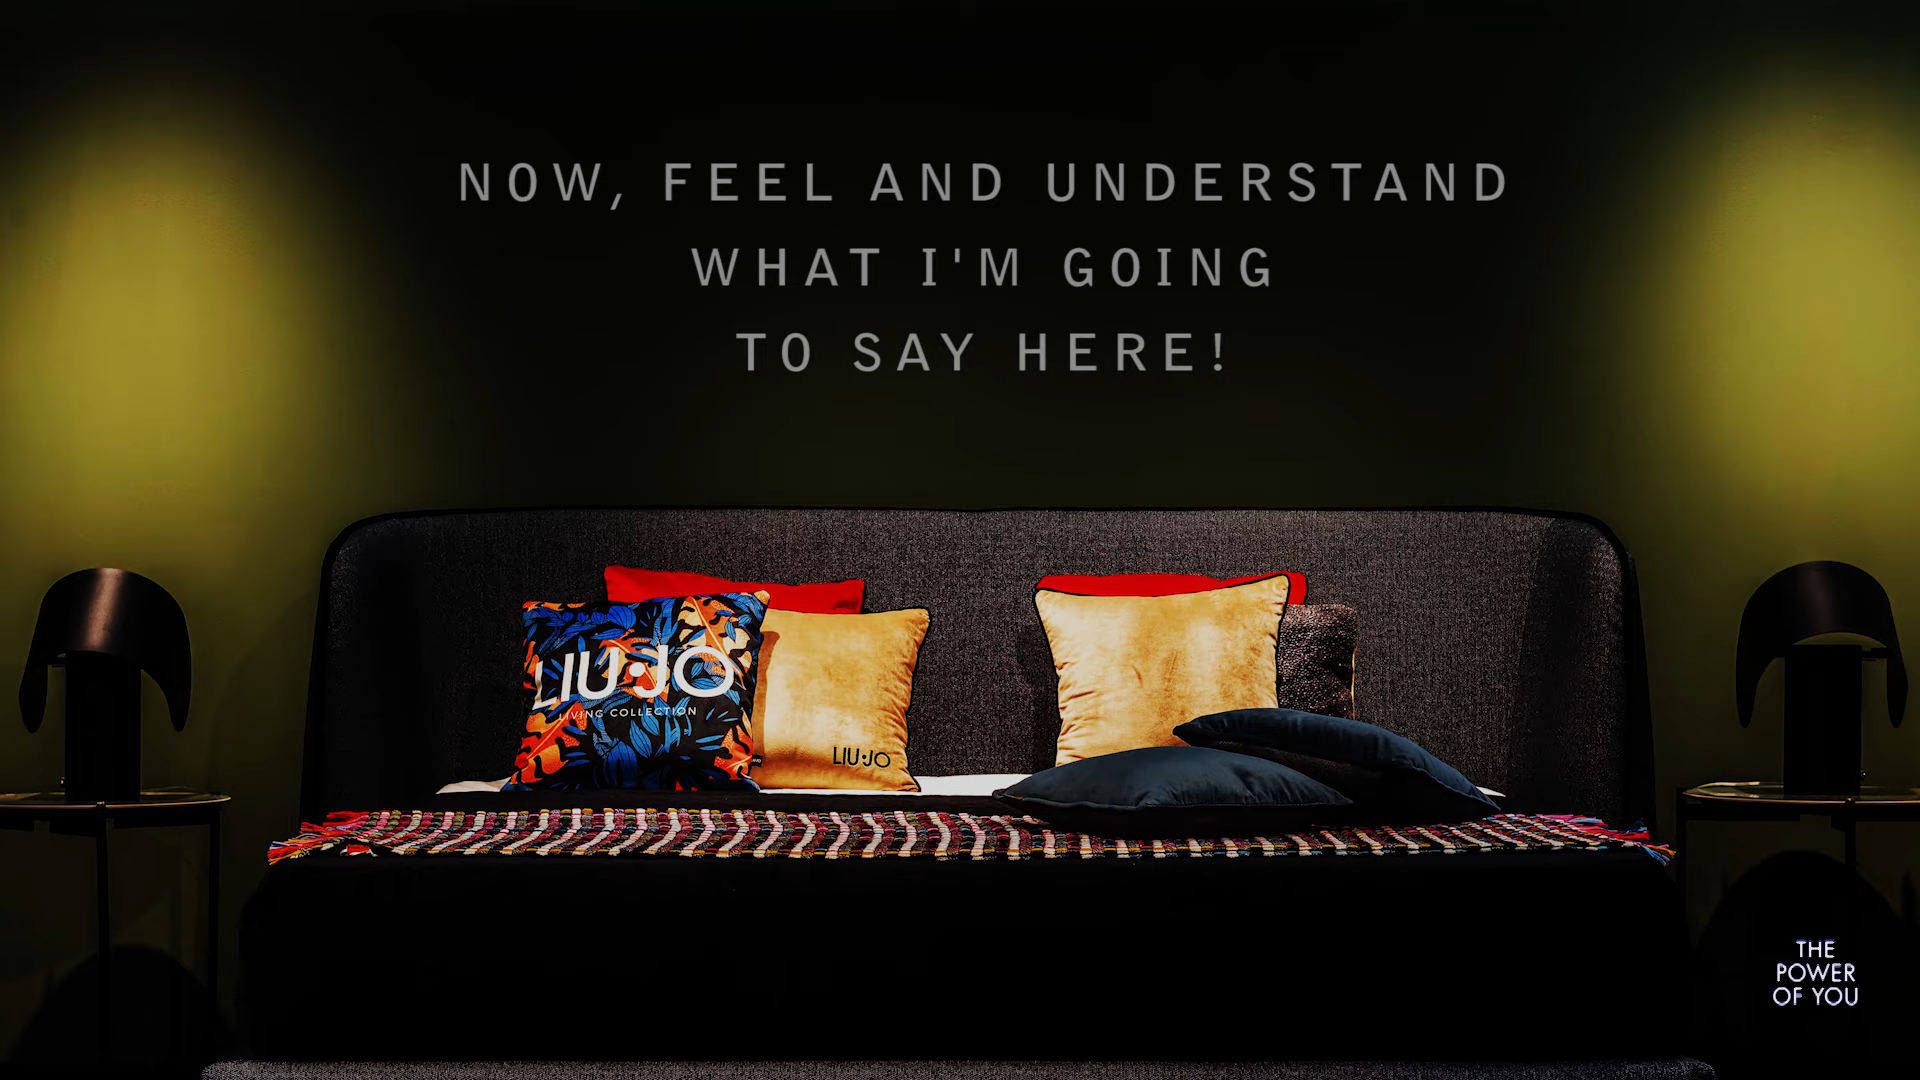 NOW, FEEL AND UNDERSTAND
WHAT I'M GOING
TO SAY HERE!
LIU·JO
LIVING COLLECTION
LIU·JO
THE
POWER
OF YOU